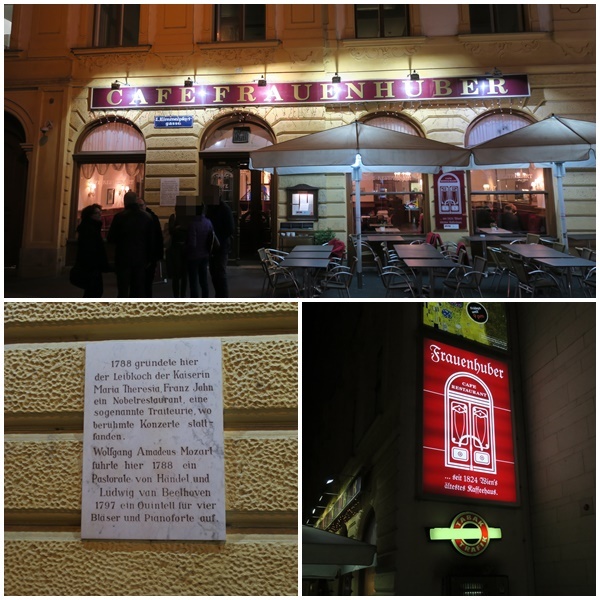 CAFE FRAUENHUBER
1788 gründete hier
der Leibkoch der Kaiserin
Maria Theresia, Franz Jahn
ein Nobelrestaurant, eine
sogenannte Traiteurie, wo
berühmte Konzerte statt-
fanden.
Wolfgang Amadeus Mozart
führte hier 1788 ein
Pastorale von Händel und
Ludwig van Beethoven
1797 ein Quintett für vier
Bläser und Pianoforte auf
Frauenhuber
CAFE
RESTAURANT
... seit 1824 Wien's
ältestes Kaffeehaus.
TABAK
TRAFIK